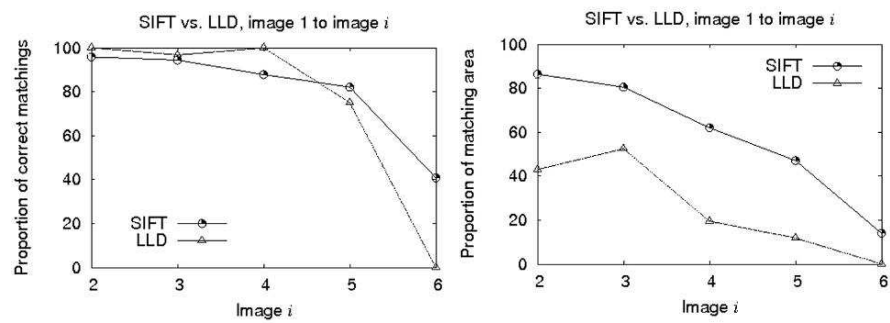 SIFT vs. LLD, image 1 to image i
Proportion of correct matchings
100
80
60
40
20
0
SIFT
LLD
2 3 4 5 6
Image i
SIFT vs. LLD, image 1 to image i
Proportion of matching area
100
80
60
40
20
0
SIFT
LLD
2 3 4 5 6
Image i